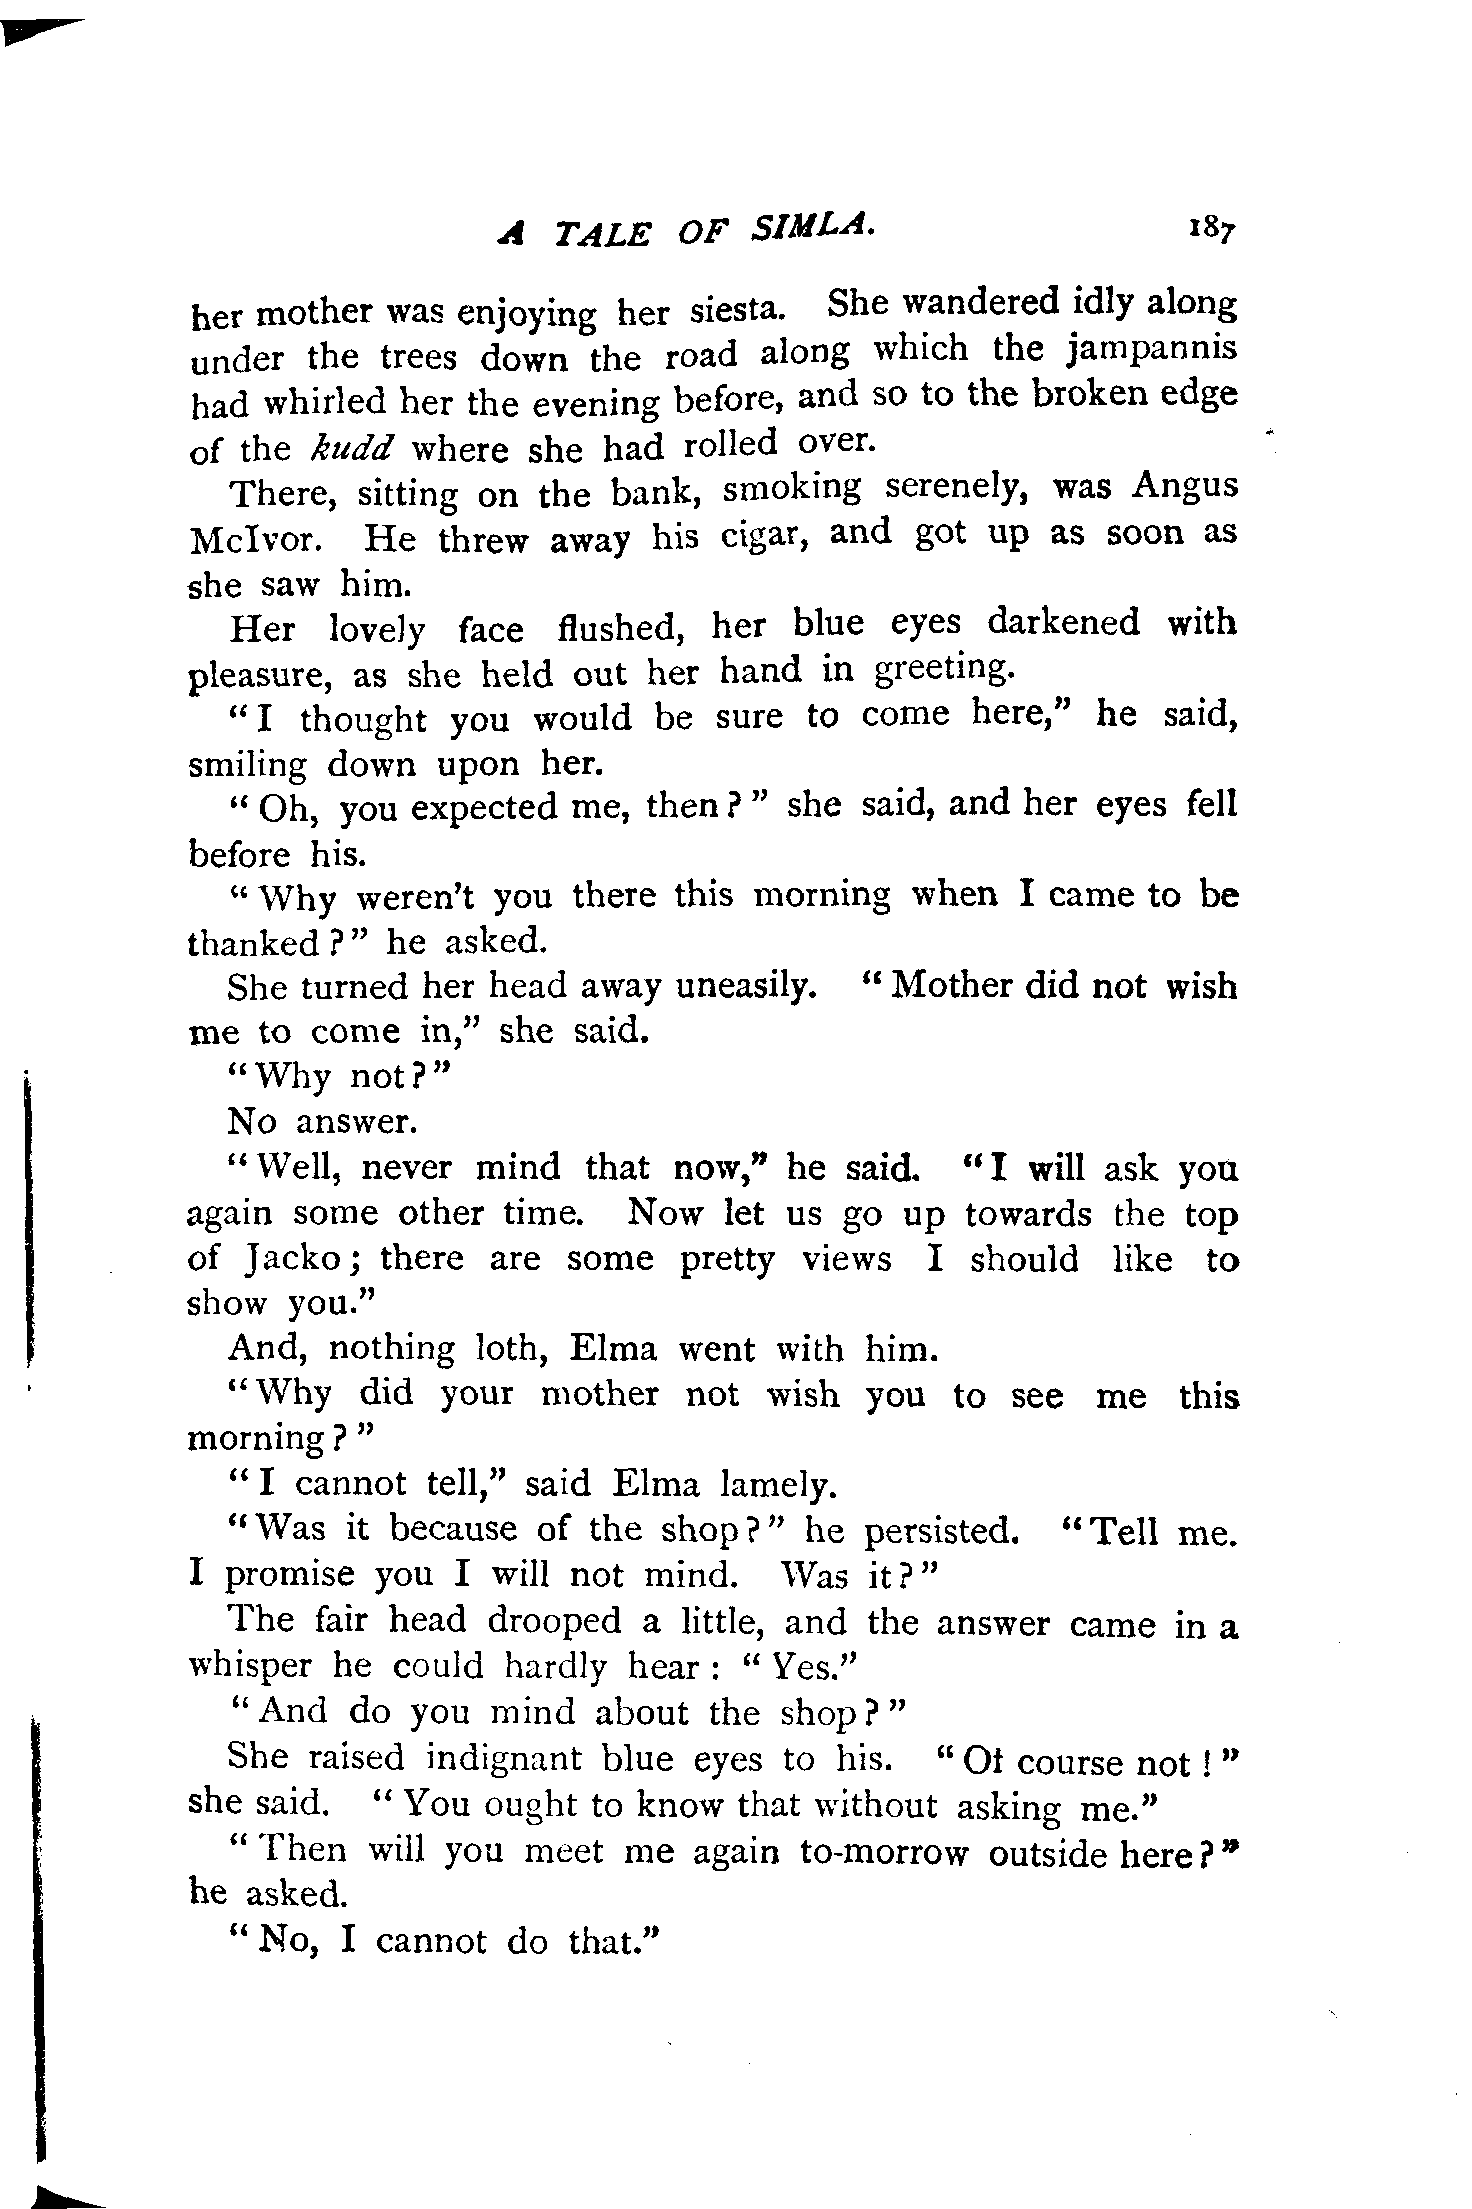 A TALE OF SIMLA. 187
her mother was enjoying her siesta. She wandered idly along
under the trees down the road along which the jampannis
had whirled her the evening before, and so to the broken edge
of the kudd where she had rolled over.
There, sitting on the bank, smoking serenely, was Angus
McIvor. He threw away his cigar, and got up as soon as
she saw him.
Her lovely face flushed, her blue eyes darkened with
pleasure, as she held out her hand in greeting.
“I thought you would be sure to come here,” he said,
smiling down upon her.
“Oh, you expected me, then?” she said, and her eyes fell
before his.
“Why weren't you there this morning when I came to be
thanked?” he asked.
She turned her head away uneasily. “Mother did not wish
me to come in,” she said.
“Why not?”
No answer.
“Well, never mind that now,” he said. “I will ask you
again some other time. Now let us go up towards the top
of Jacko; there are some pretty views I should like to
show you.”
And, nothing loth, Elma went with him.
“Why did your mother not wish you to see me this
morning?”
“I cannot tell,” said Elma lamely.
“Was it because of the shop?” he persisted. “Tell me.
I promise you I will not mind. Was it?”
The fair head drooped a little, and the answer came in a
whisper he could hardly hear: “Yes.”
“And do you mind about the shop?”
She raised indignant blue eyes to his. “Of course not!”
she said. “You ought to know that without asking me.”
“Then will you meet me again to-morrow outside here?”
he asked.
“No, I cannot do that.”